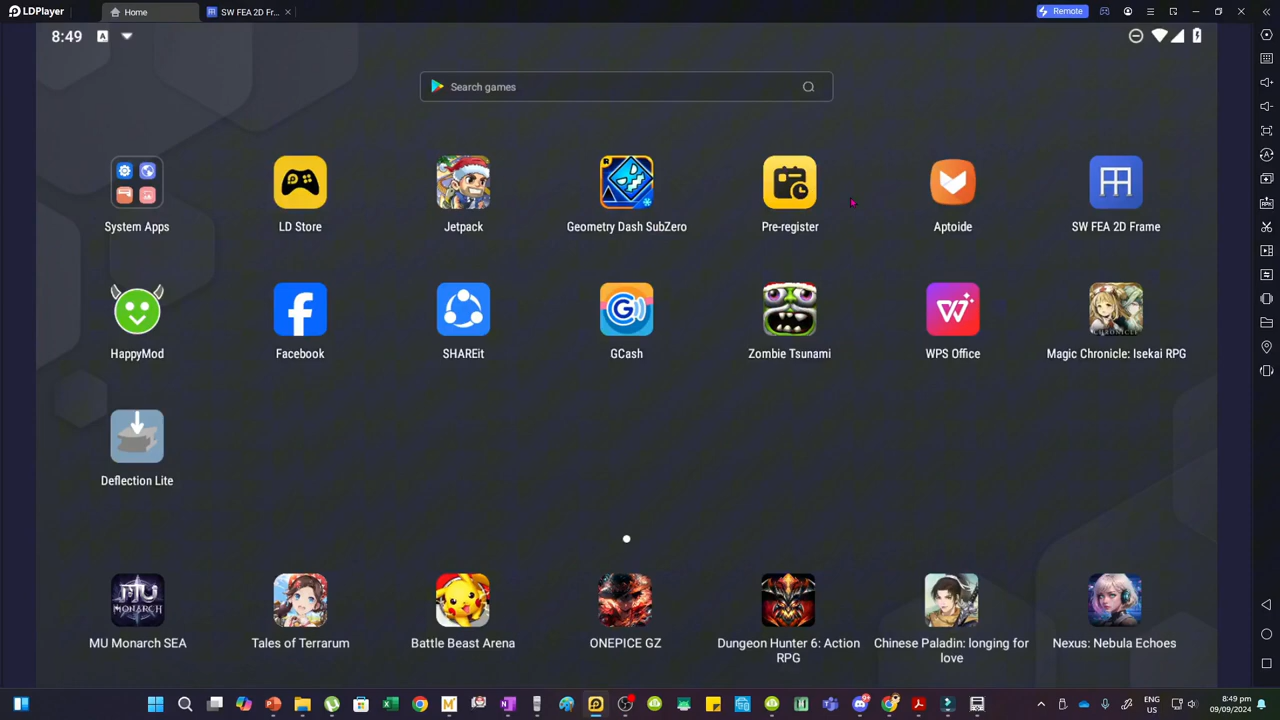 LDPlayer
Home
SW FEA 2D Fr...
Remote
8:49
A
Search games
System Apps
LD Store
Jetpack
Geometry Dash SubZero
Pre-register
Aptoide
SW FEA 2D Frame
HappyMod
Facebook
SHAREit
GCash
Zombie Tsunami
WPS Office
Magic Chronicle: Isekai RPG
Deflection Lite
MU Monarch SEA
Tales of Terrarum
Battle Beast Arena
ONEPICE GZ
Dungeon Hunter 6: Action
RPG
Chinese Paladin: longing for
love
Nexus: Nebula Echoes
ENG
US
8:49 pm
09/09/2024